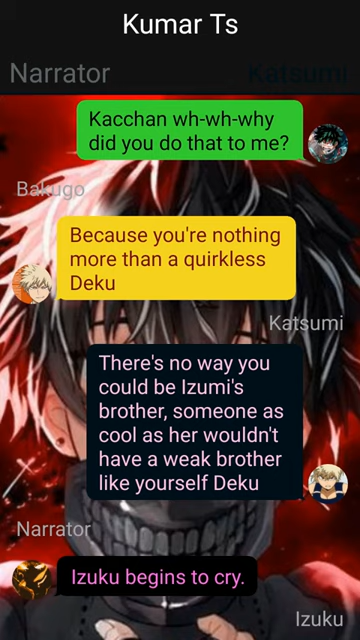 Kumar Ts
Narrator
Katsumi
Kacchan wh-wh-why
did you do that to me?
Bakugo
Because you're nothing
more than a quirkless
Deku
Katsumi
There's no way you
could be Izumi's
brother, someone as
cool as her wouldn't
have a weak brother
like yourself Deku
Narrator
Izuku begins to cry.
Izuku